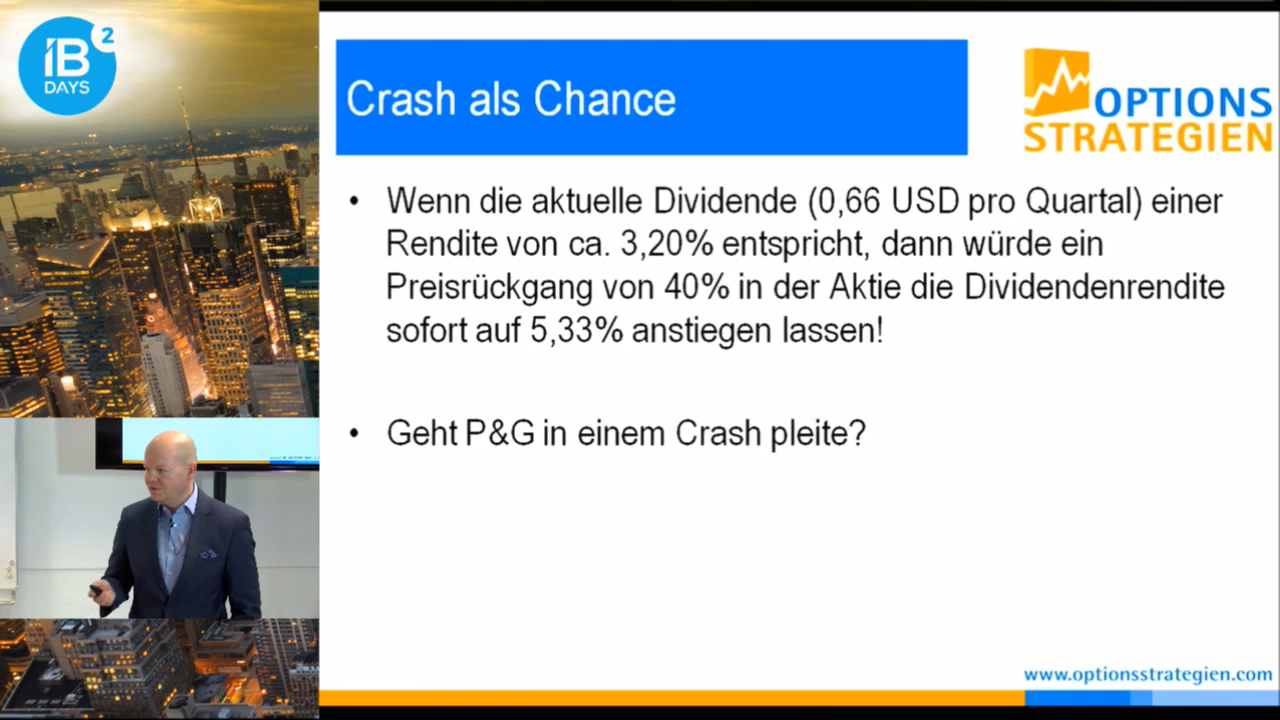 IB 2
DAYS
Crash als Chance
OPTIONS
STRATEGIEN
• Wenn die aktuelle Dividende (0,66 USD pro Quartal) einer
Rendite von ca. 3,20% entspricht, dann würde ein
Preisrückgang von 40% in der Aktie die Dividendenrendite
sofort auf 5,33% anstiegen lassen!
• Geht P&G in einem Crash pleite?
www.optionsstrategien.com